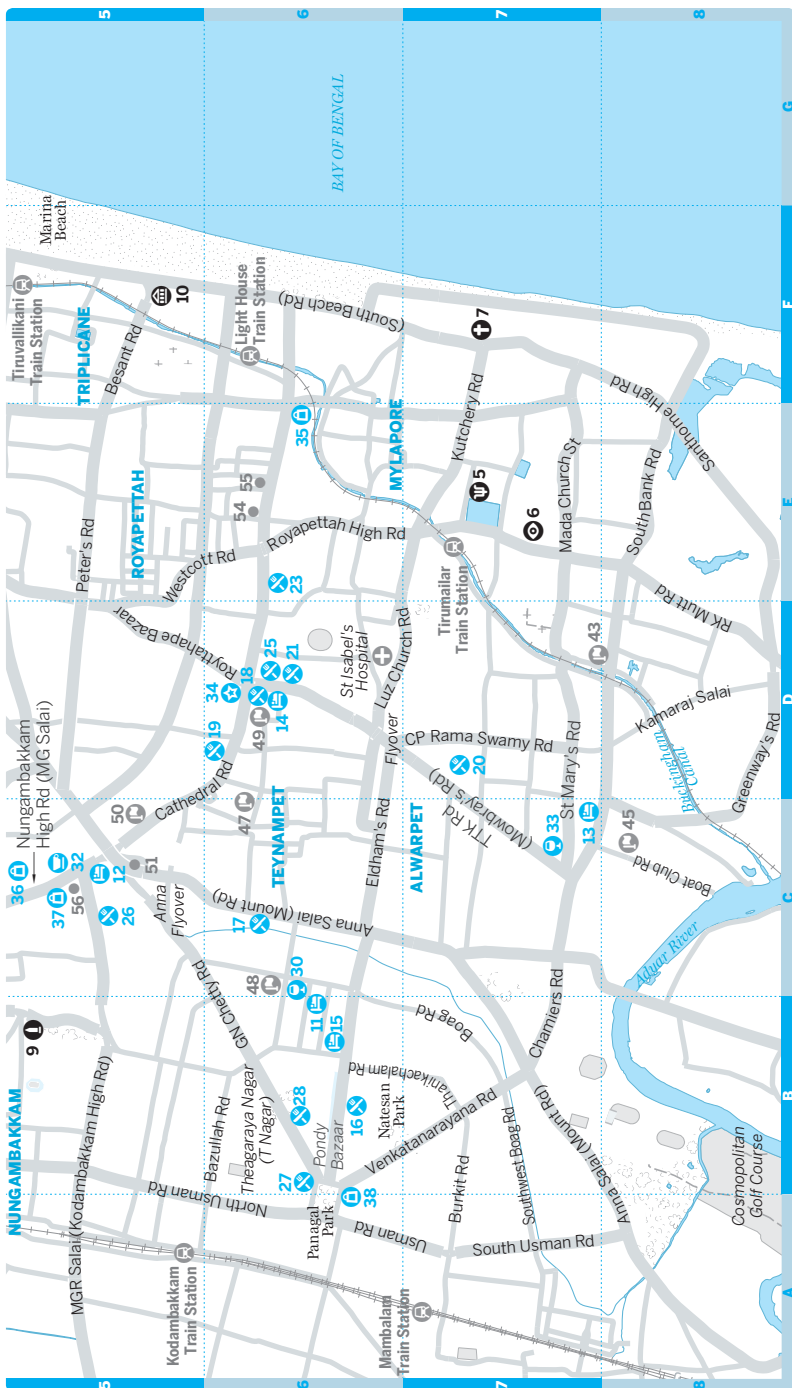 5
6
7
8
G
F
E
D
C
B
A
5
6
7
8
BAY OF BENGAL
Marina
Beach
Tiruvallikani
Train Station
TRIPLICANE
Besant Rd
10
Light House
Train Station
(South Beach Rd)
7
35
Kutchery Rd
MYLAPORE
Santhome High Rd
Peter's Rd
ROYAPETTAH
Westcott Rd
54
55
Royapettah High Rd
5
6
Mada Church St
South Bank Rd
RK Mutt Rd
Tirumailar
Train Station
23
Royttahape Bazaar
25
21
18
34
14
49
19
St Isabel's
Hospital
Luz Church Rd
Flyover
CP Rama Swamy Rd
20
43
Kamaraj Salai
Buckingham
Canal
Greenway's Rd
St Mary's Rd
Nungambakkam
High Rd (MG Salai)
36
32
37
56
12
26
51
50
Cathedral Rd
47
TEYNAMPET
Anna
Flyover
17
Anna Salai (Mount Rd)
Eldham's Rd
ALWARPET
TTK Rd
(Mowbray's Rd)
33
13
45
Boat Club Rd
Adyar River
48
30
11
15
GN Chetty Rd
Boag Rd
Chamiers Rd
9
NUNGAMBAKKAM
MGR Salai (Kodambakkam High Rd)
Bazullah Rd
Theagaraya Nagar
(T Nagar)
28
27
16
Pondy
Bazaar
Natesan
Park
Thanikachalam Rd
Venkatanarayana Rd
Southwest Boag Rd
Burkit Rd
Anna Salai (Mount Rd)
Cosmopolitan
Golf Course
North Usman Rd
Panagal
Park
38
Usman Rd
South Usman Rd
Kodambakkam
Train Station
Mambalam
Train Station